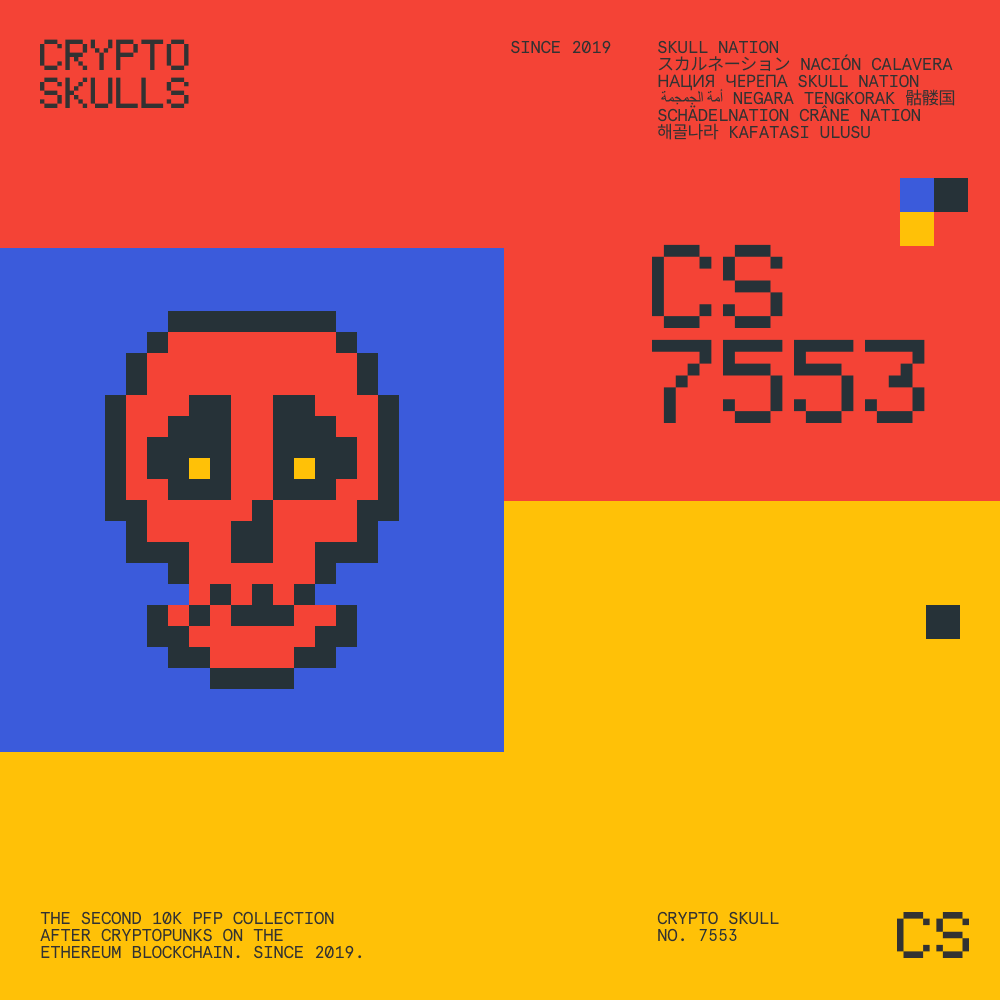 CRYPTO
SKULLS
SINCE 2019
SKULL NATION
スカルネーション NACIÓN CALAVERA
НАЦИЯ ЧЕРЕПА SKULL NATION
أمة الجمجمة NEGARA TENGKORAK 骷髅国
SCHÄDELNATION CRÂNE NATION
해골나라 KAFATASI ULUSU
CS
7553
THE SECOND 10K PFP COLLECTION
AFTER CRYPTOPUNKS ON THE
ETHEREUM BLOCKCHAIN. SINCE 2019.
CRYPTO SKULL
NO. 7553
CS